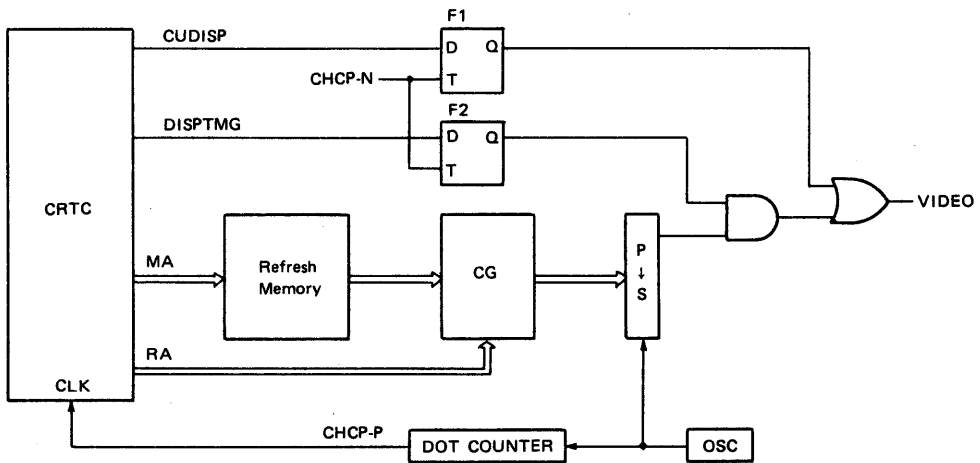 F1
CUDISP
D Q
CHCP-N
T
F2
DISPTMG
D Q
T
CRTC
VIDEO
MA
Refresh
Memory
CG
P
↓
S
RA
CLK
CHCP-P
DOT COUNTER
OSC